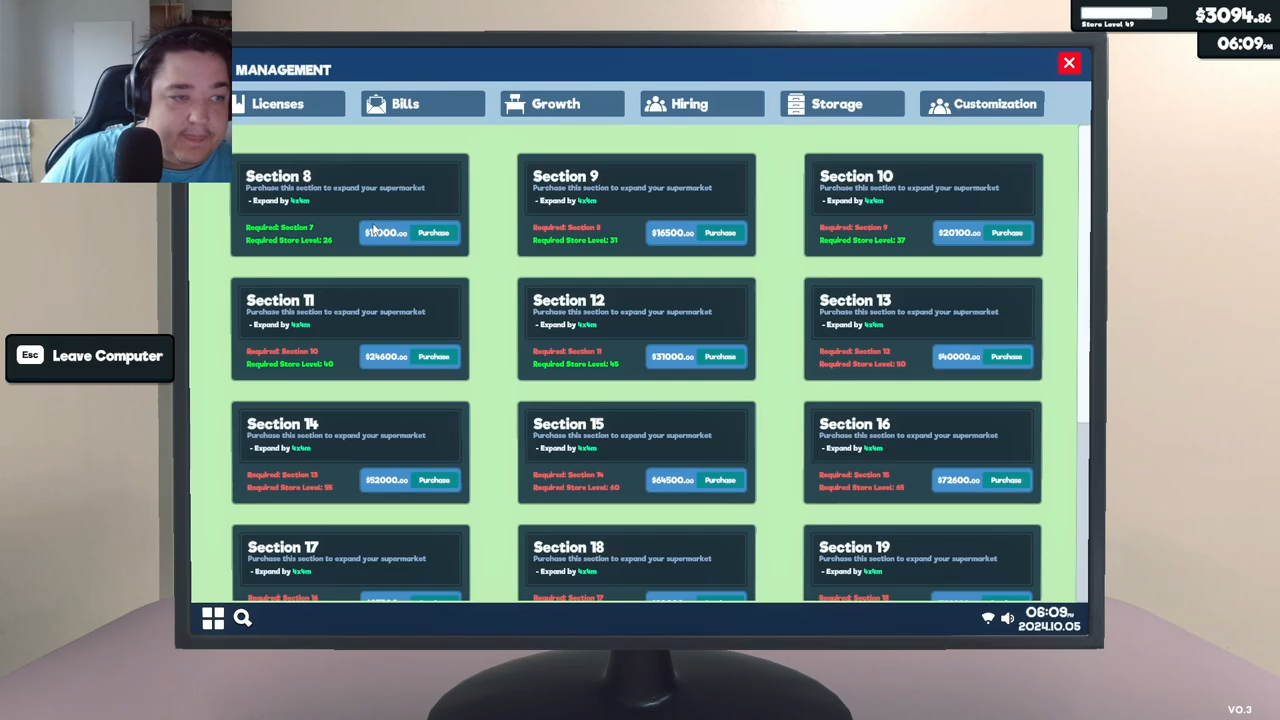 $3094.86
Store Level 49
06:09PM
MANAGEMENT
Licenses
Bills
Growth
Hiring
Storage
Customization
Section 8
Purchase this section to expand your supermarket
- Expand by 4x4m
Required: Section 7
Required Store Level: 26
Purchase
Section 9
Purchase this section to expand your supermarket
- Expand by 4x4m
Required: Section 8
Required Store Level: 31
$16500.00 Purchase
Section 10
Purchase this section to expand your supermarket
- Expand by 4x4m
Required: Section 9
Required Store Level: 37
$20100.00 Purchase
Section 11
Purchase this section to expand your supermarket
- Expand by 4x4m
Required: Section 10
Required Store Level: 40
$24600.00 Purchase
Section 12
Purchase this section to expand your supermarket
- Expand by 4x4m
Required: Section 11
Required Store Level: 45
$31000.00 Purchase
Section 13
Purchase this section to expand your supermarket
- Expand by 4x4m
Required: Section 12
Required Store Level: 50
$40000.00 Purchase
Esc Leave Computer
Section 14
Purchase this section to expand your supermarket
- Expand by 4x4m
Required: Section 13
Required Store Level: 55
$52000.00 Purchase
Section 15
Purchase this section to expand your supermarket
- Expand by 4x4m
Required: Section 14
Required Store Level: 60
$64500.00 Purchase
Section 16
Purchase this section to expand your supermarket
- Expand by 4x4m
Required: Section 15
Required Store Level: 65
$72600.00 Purchase
Section 17
Purchase this section to expand your supermarket
- Expand by 4x4m
Required: Section 16
Section 18
Purchase this section to expand your supermarket
- Expand by 4x4m
Required: Section 17
Section 19
Purchase this section to expand your supermarket
- Expand by 4x4m
Required: Section 18
06:09PM
2024.10.05
V0.3